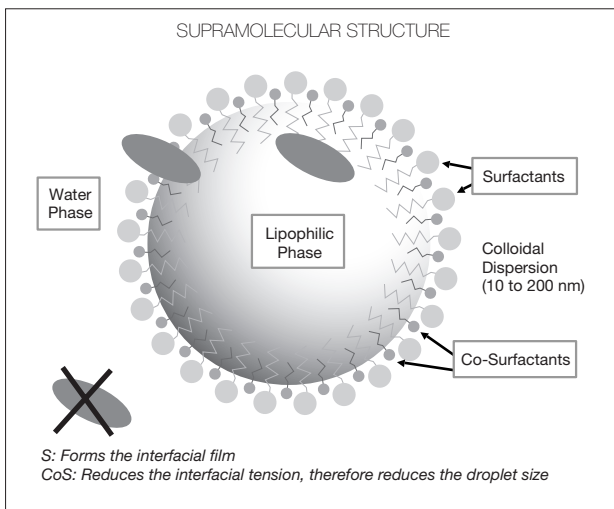 SUPRAMOLECULAR STRUCTURE
Surfactants
Water
Phase
Lipophilic
Phase
Colloidal
Dispersion
(10 to 200 nm)
Co-Surfactants
S: Forms the interfacial film
CoS: Reduces the interfacial tension, therefore reduces the droplet size